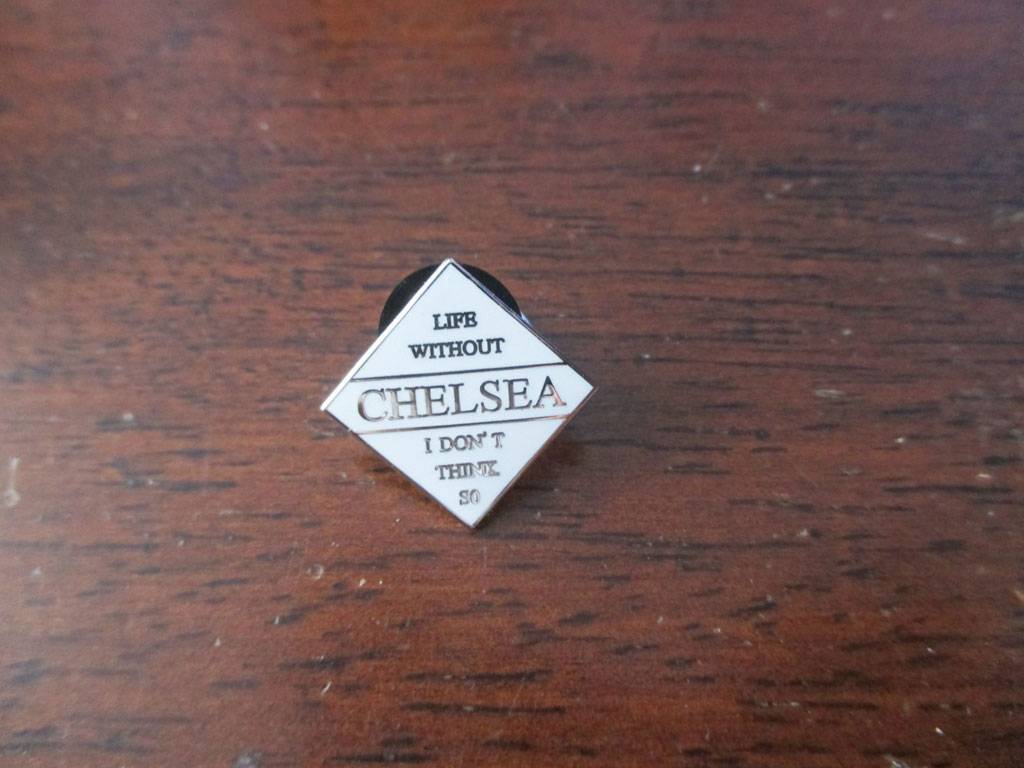 LIFE
WITHOUT
CHELSEA
I DON'T
THINK
SO